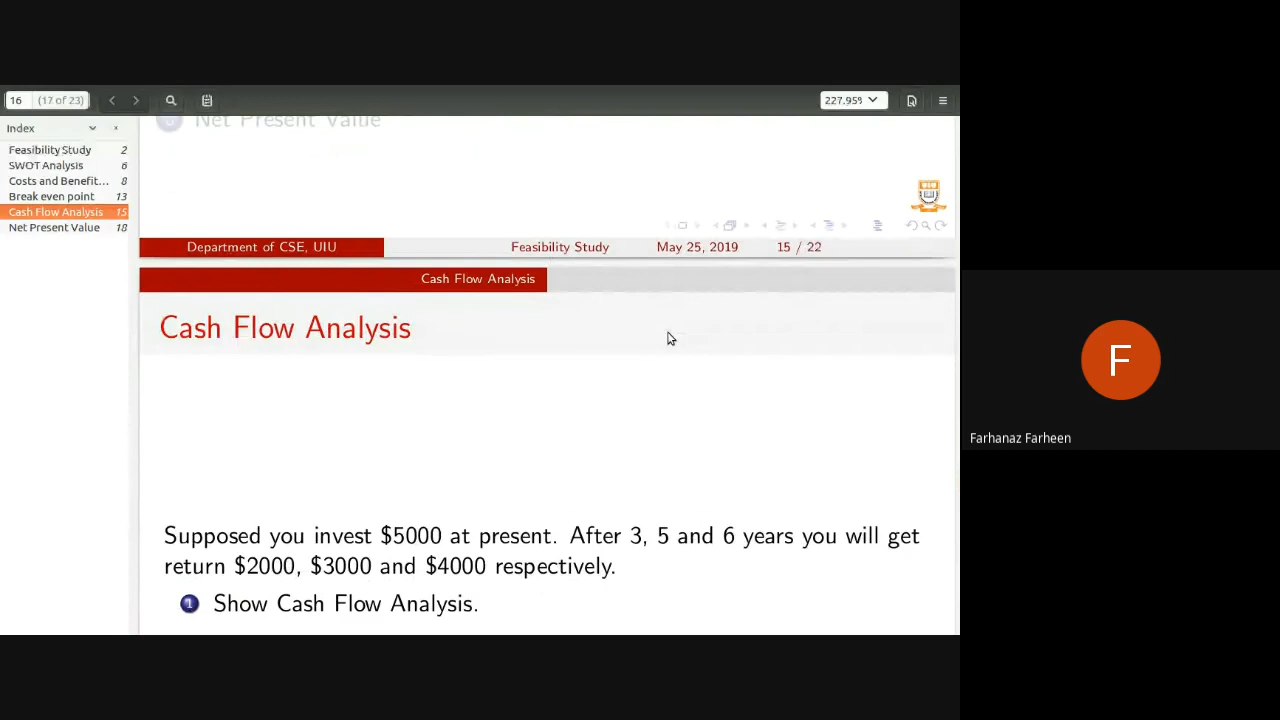 16 (17 of 23) 227.95%
Index
Net Present Value
Feasibility Study 2
SWOT Analysis 6
Costs and Benefit... 8
Break even point 13
Cash Flow Analysis 15
Net Present Value 18
UIU
Department of CSE, UIU Feasibility Study May 25, 2019 15 / 22
Cash Flow Analysis
Cash Flow Analysis
Supposed you invest $5000 at present. After 3, 5 and 6 years you will get
return $2000, $3000 and $4000 respectively.
1 Show Cash Flow Analysis.
F
Farhanaz Farheen